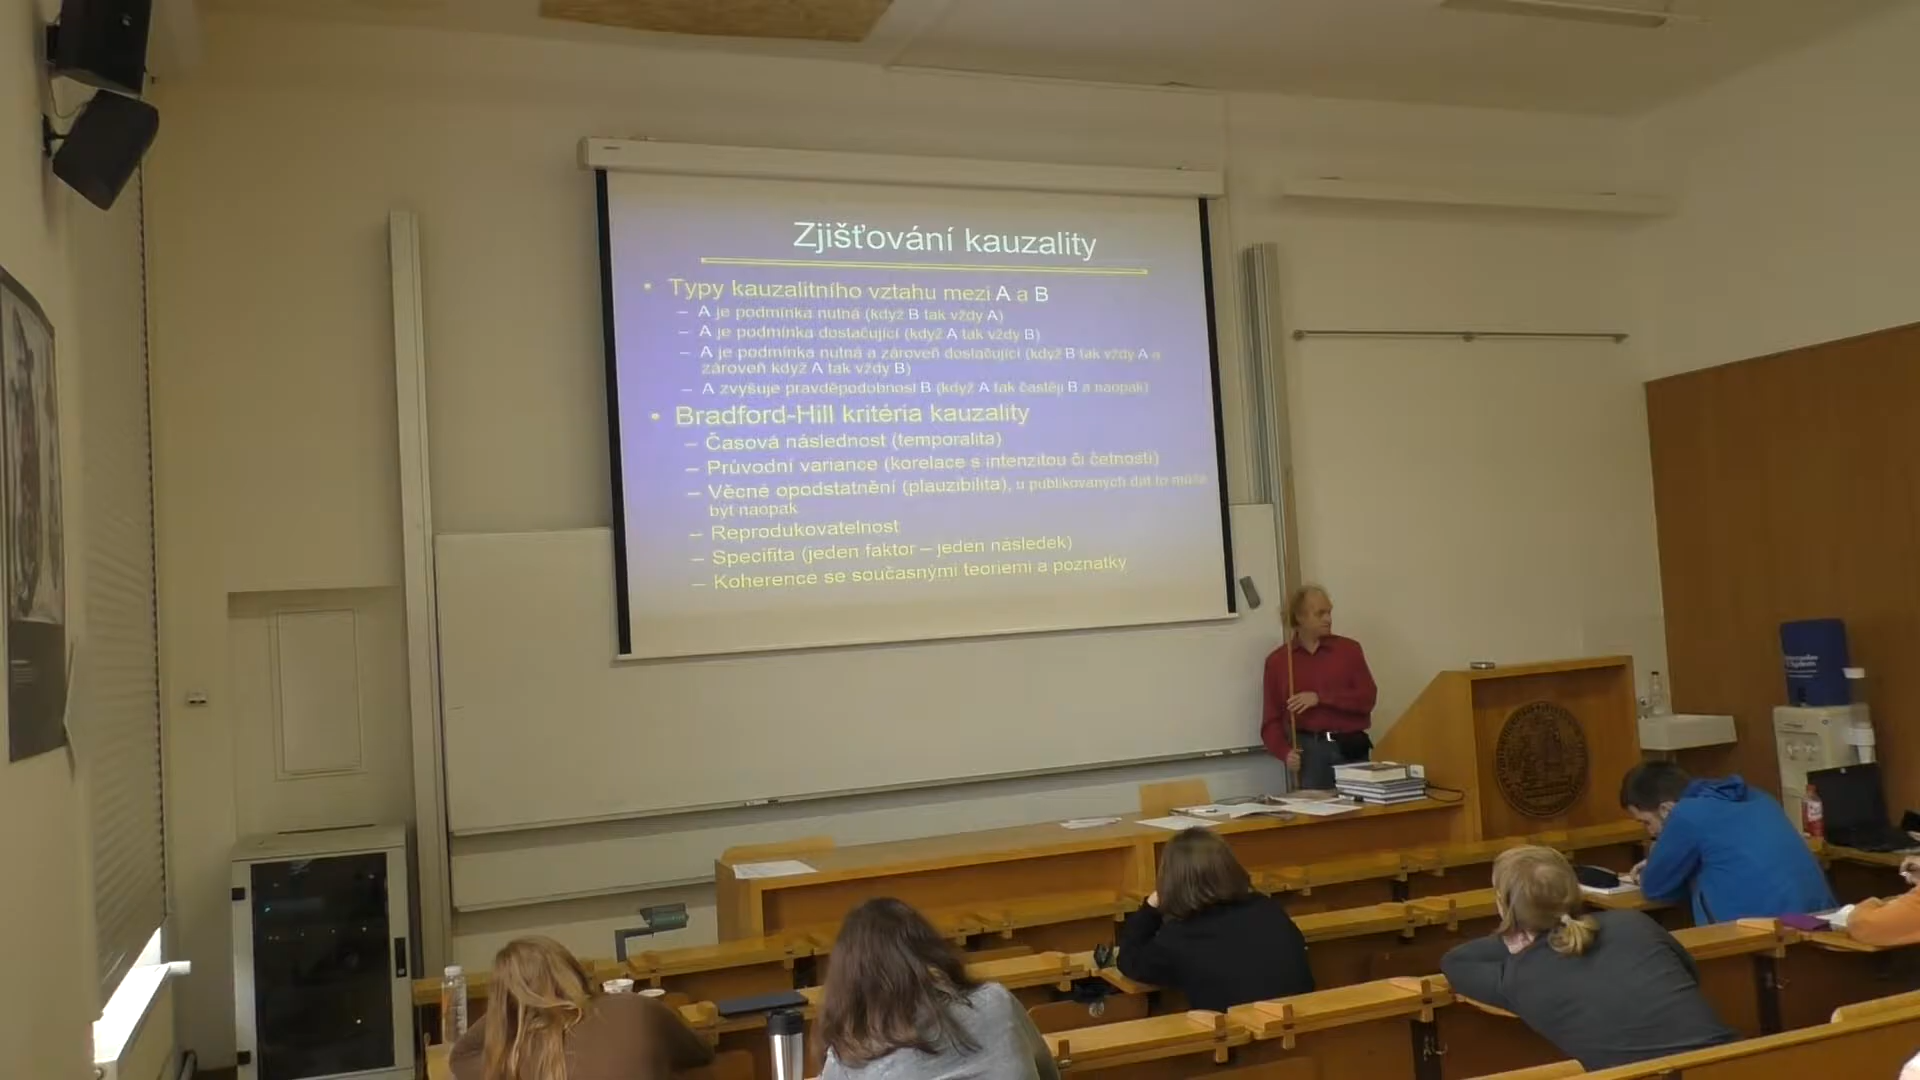 Zjišťování kauzality
• Typy kauzalitního vztahu mezi A a B
– A je podmínka nutná (když B tak vždy A)
– A je podmínka dostačující (když A tak vždy B)
– A je podmínka nutná a zároveň dostačující (když B tak vždy A a
zároveň když A tak vždy B)
– A zvyšuje pravděpodobnost B (když A tak častěji B a naopak)
• Bradford-Hill kritéria kauzality
– Časová následnost (temporalita)
– Průvodní variance (korelace s intenzitou či četností)
– Věcné opodstatnění (plauzibilita), u publikovaných dat to může
být naopak
– Reprodukovatelnost
– Specifita (jeden faktor – jeden následek)
– Koherence se současnými teoriemi a poznatky